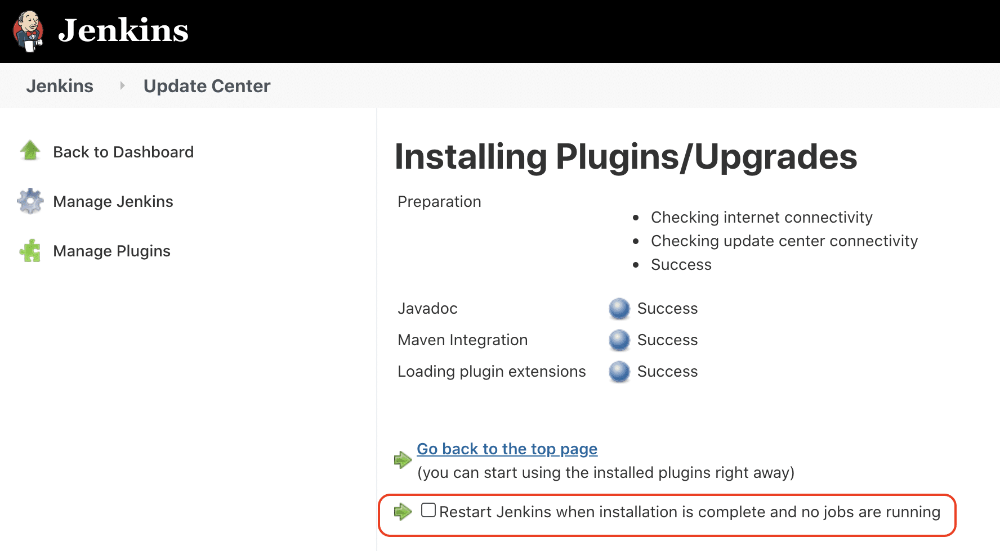 Jenkins
Jenkins Update Center
Back to Dashboard
Manage Jenkins
Manage Plugins
Installing Plugins/Upgrades
Preparation
Checking internet connectivity
Checking update center connectivity
Success
Javadoc Success
Maven Integration Success
Loading plugin extensions Success
Go back to the top page
(you can start using the installed plugins right away)
Restart Jenkins when installation is complete and no jobs are running